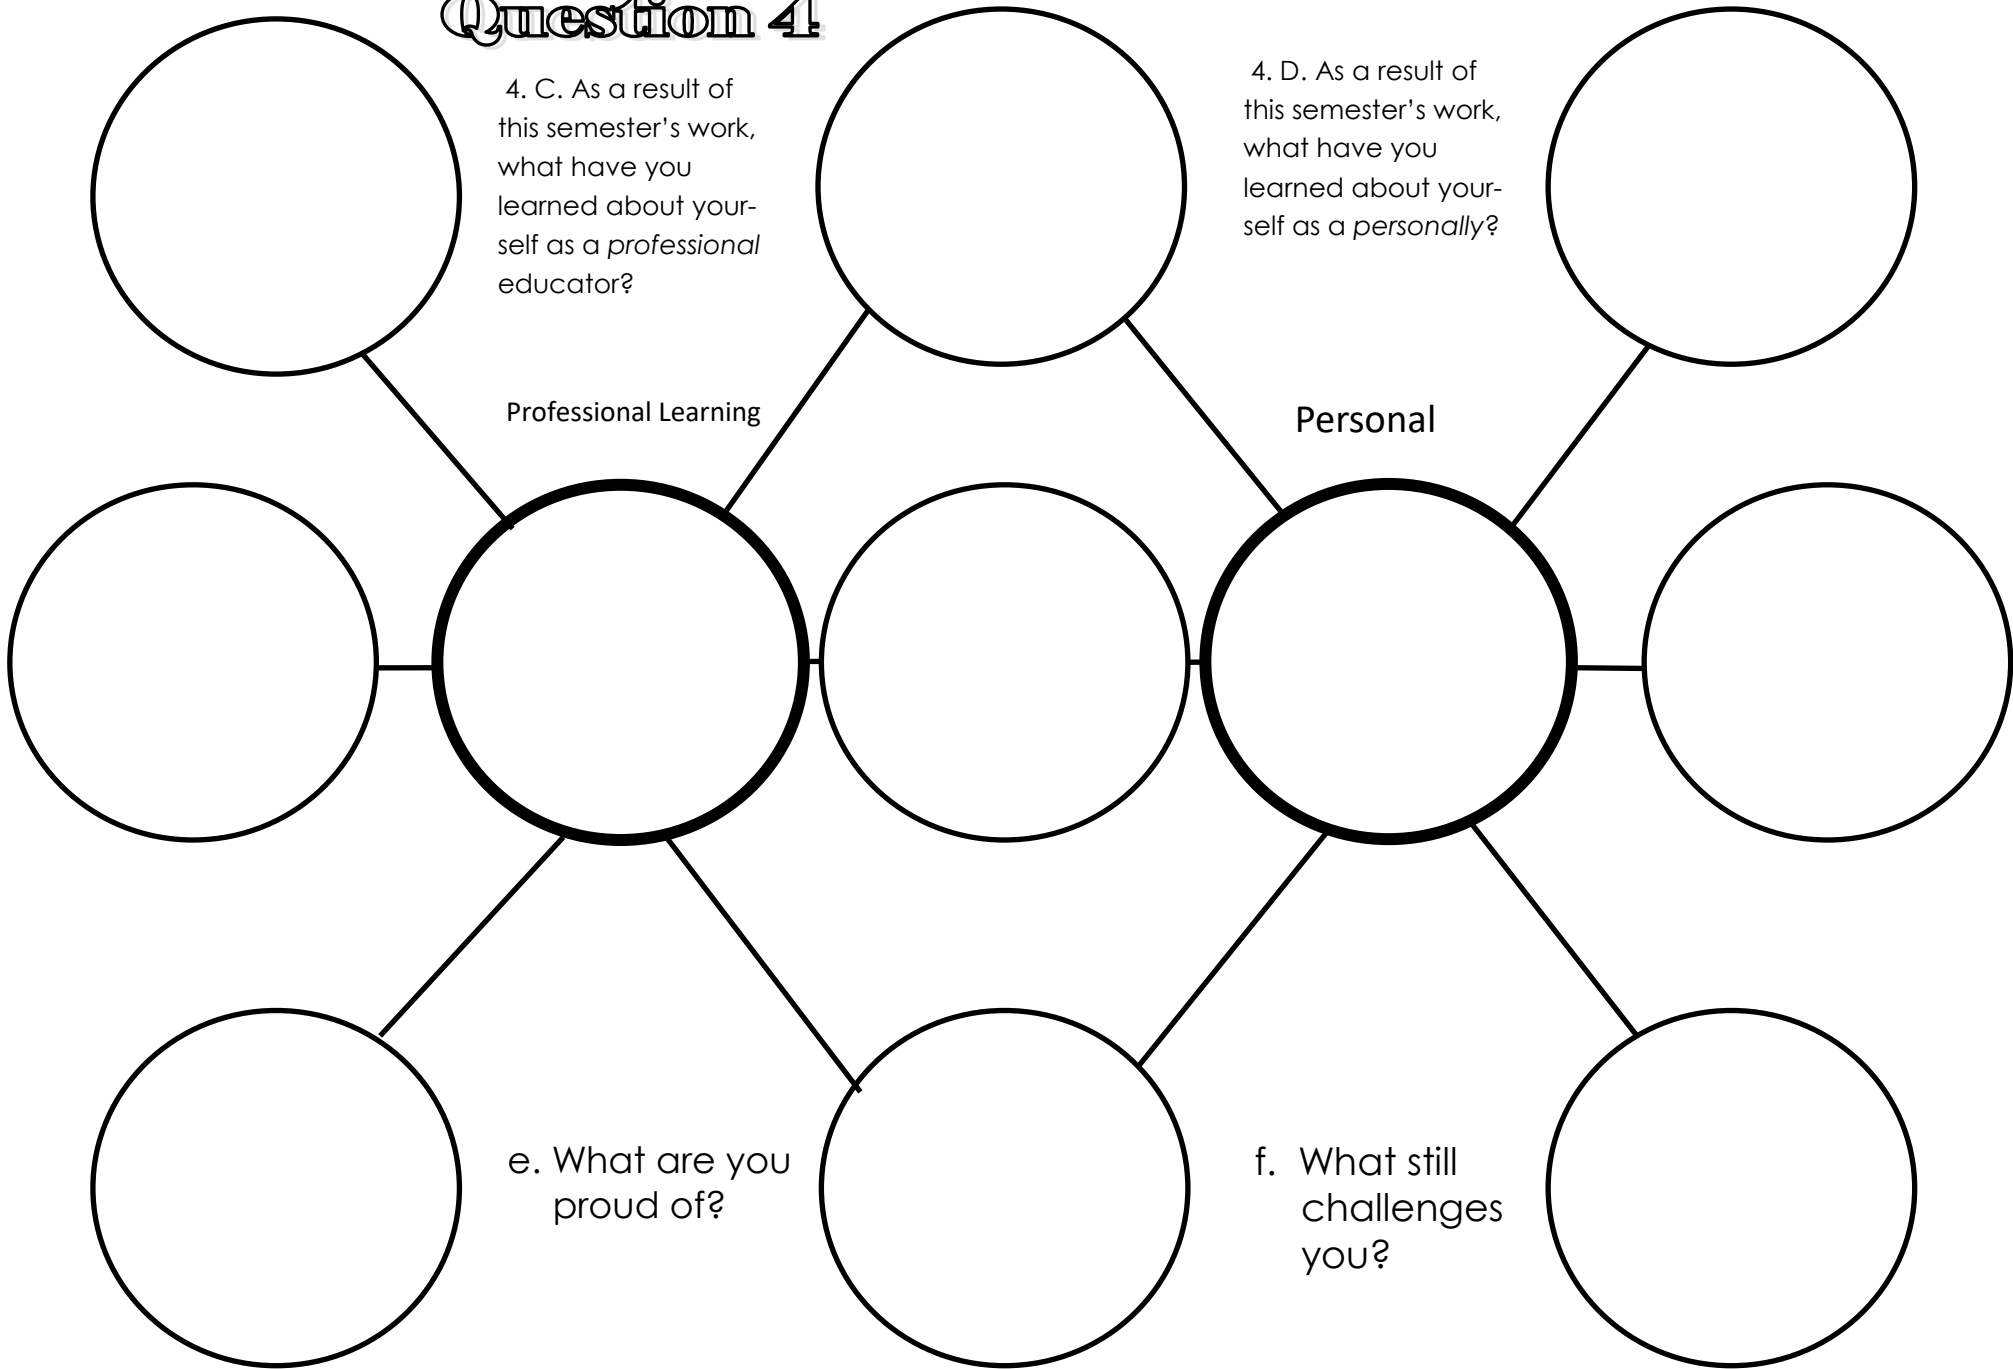 Question 4
4. C. As a result of
this semester's work,
what have you
learned about your-
self as a professional
educator?
4. D. As a result of
this semester's work,
what have you
learned about your-
self as a personally?
Professional Learning
Personal
e. What are you
proud of?
f. What still
challenges
you?